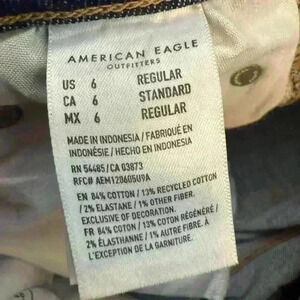 AMERICAN EAGLE
OUTFITTERS
US 6 REGULAR
CA 6 STANDARD
MX 6 REGULAR
MADE IN INDONESIA / FABRIQUÉ EN
INDONÉSIE / HECHO EN INDONESIA
RN 54485/CA 03873
RFC# AEM120605U9A
EN 84% COTTON / 13% RECYCLED COTTON
/ 2% ELASTANE / 1% OTHER FIBER.
EXCLUSIVE OF DECORATION.
FR 84% COTON / 13% COTON RÉGÉNÉRÉ /
2% ÉLASTHANNE / 1% AUTRE FIBRE. À
L'EXCEPTION DE LA GARNITURE.